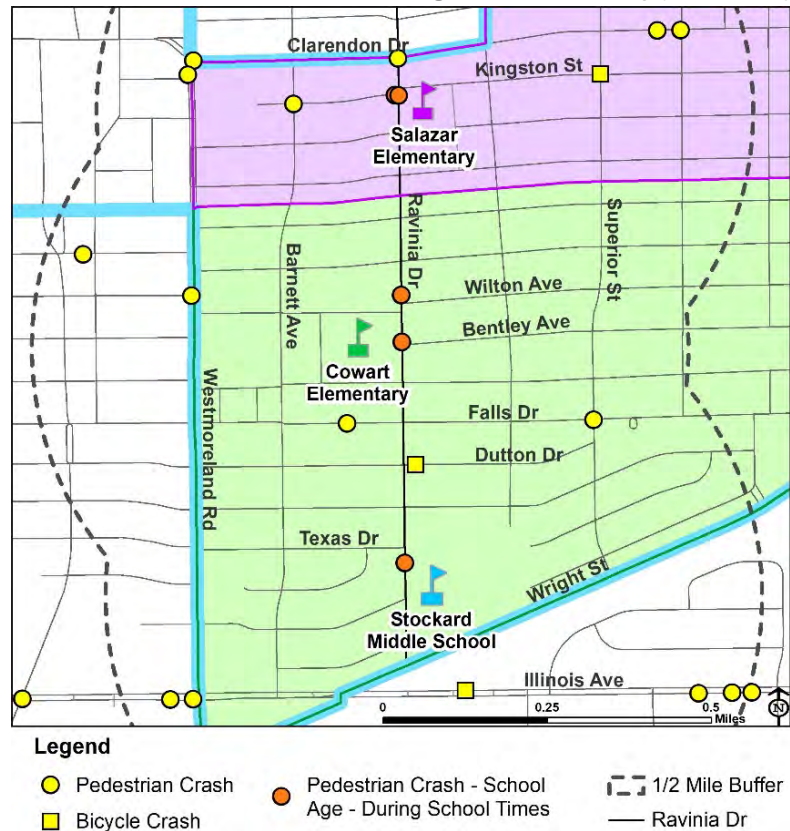 Clarendon Dr
Kingston St
Salazar
Elementary
Ravinia Dr
Superior St
Barnett Ave
Wilton Ave
Bentley Ave
Cowart
Elementary
Westmoreland Rd
Falls Dr
Dutton Dr
Texas Dr
Wright St
Stockard
Middle School
Illinois Ave
0 0.25 0.5
Miles
N
Legend
Pedestrian Crash
Bicycle Crash
Pedestrian Crash - School
Age - During School Times
1/2 Mile Buffer
Ravinia Dr